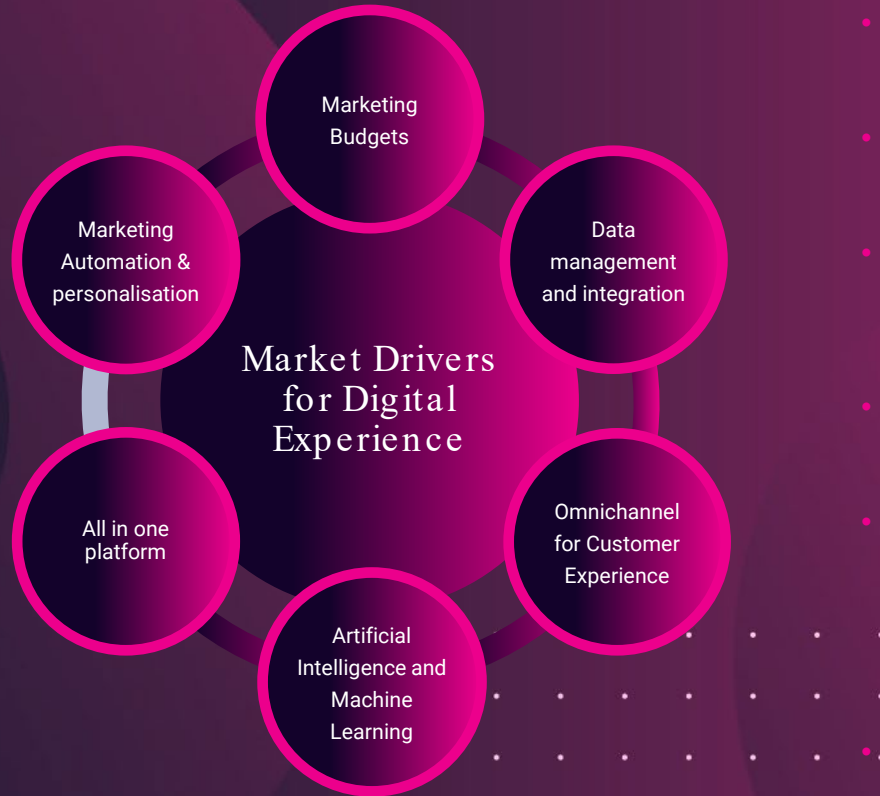 Marketing
Budgets
Marketing
Automation &
personalisation
Data
management
and integration
Market Drivers
for Digital
Experience
All in one
platform
Omnichannel
for Customer
Experience
Artificial
Intelligence and
Machine
Learning